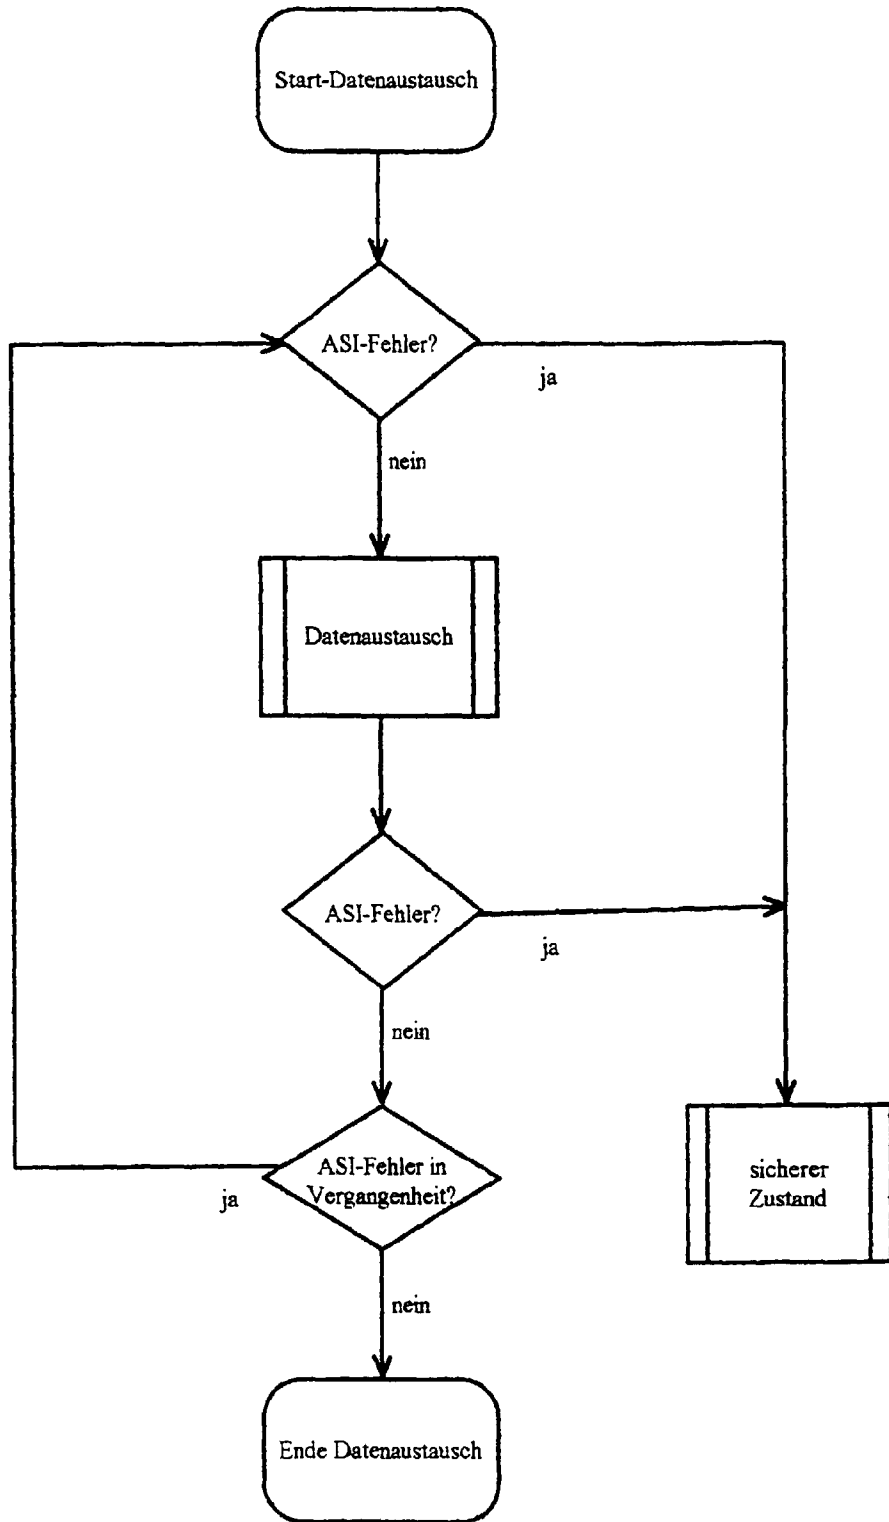 Start-Datenaustausch
ASI-Fehler?
ja
nein
Datenaustausch
ASI-Fehler?
ja
nein
ASI-Fehler in
Vergangenheit?
ja
sicherer
Zustand
nein
Ende Datenaustausch